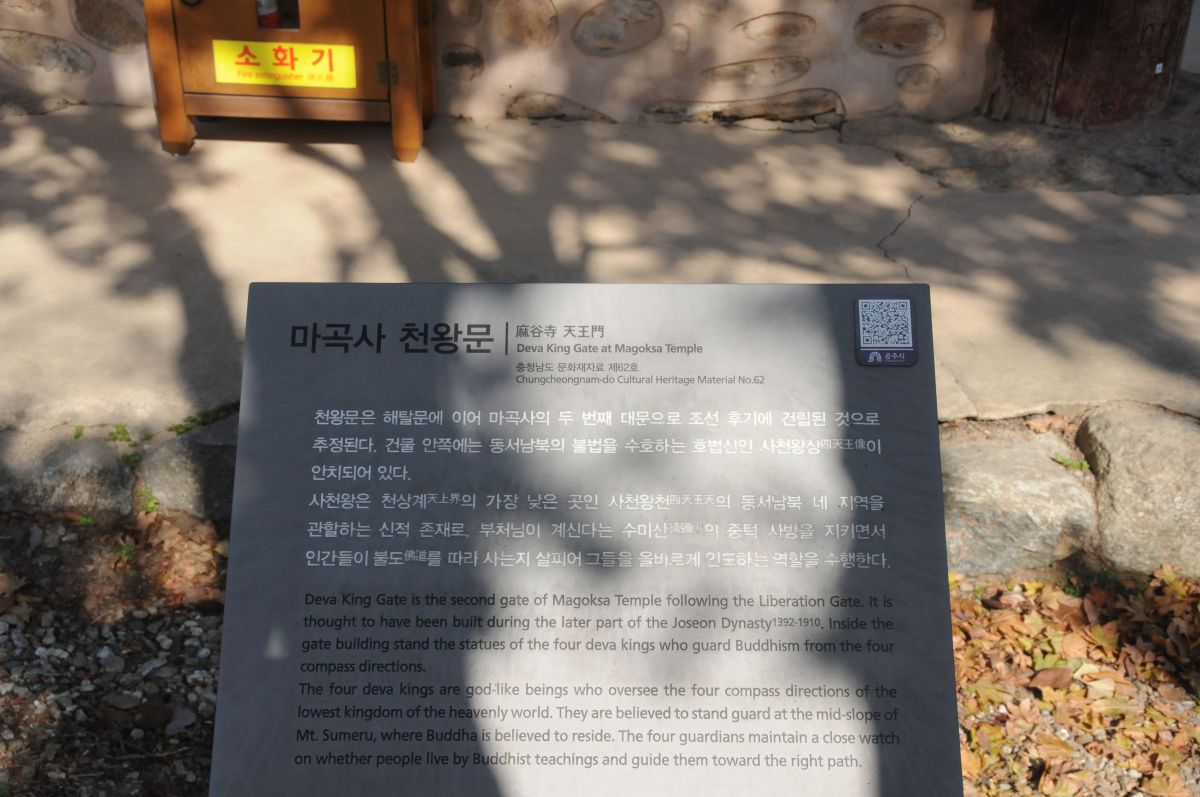 소화기
Fire extinguisher 消火器
마곡사 천왕문
麻谷寺 天王門
Deva King Gate at Magoksa Temple
충청남도 문화재자료 제62호
Chungcheongnam-do Cultural Heritage Material No.62
공주시
천왕문은 해탈문에 이어 마곡사의 두 번째 대문으로 조선 후기에 건립된 것으로
추정된다. 건물 안쪽에는 동서남북의 불법을 수호하는 호법신인 사천왕상四天王像이
안치되어 있다.
사천왕은 천상계天上界의 가장 낮은 곳인 사천왕천四天王天의 동서남북 네 지역을
관할하는 신적 존재로, 부처님이 계신다는 수미산須彌山의 중턱 사방을 지키면서
인간들이 불도佛道를 따라 사는지 살피어 그들을 올바르게 인도하는 역할을 수행한다.
Deva King Gate is the second gate of Magoksa Temple following the Liberation Gate. It is
thought to have been built during the later part of the Joseon Dynasty1392-1910. Inside the
gate building stand the statues of the four deva kings who guard Buddhism from the four
compass directions.
The four deva kings are god-like beings who oversee the four compass directions of the
lowest kingdom of the heavenly world. They are believed to stand guard at the mid-slope of
Mt. Sumeru, where Buddha is believed to reside. The four guardians maintain a close watch
on whether people live by Buddhist teachings and guide them toward the right path.